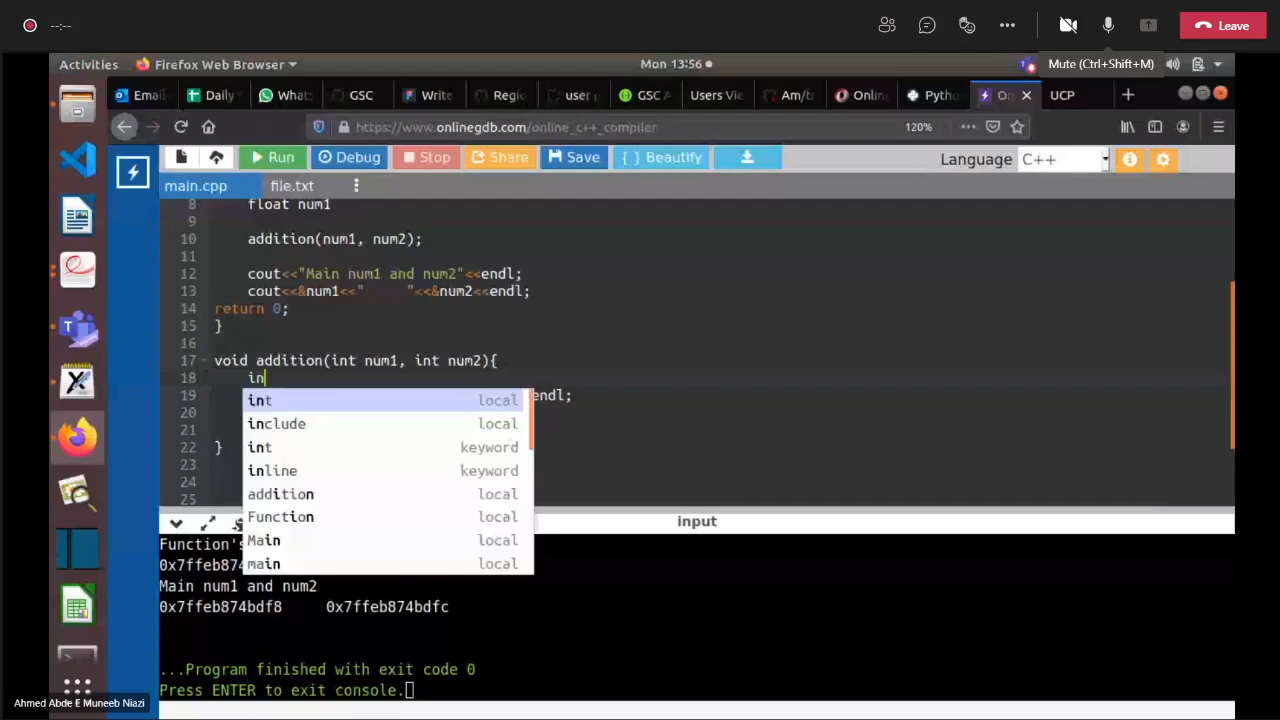 --:--
Leave
Activities Firefox Web Browser Mon 13:56 Mute (Ctrl+Shift+M)
Email Daily Whats GSC Write Regis user g GSC A Users Vie Am/tr Onlin Pytho On UCP
https://www.onlinegdb.com/online_c++_compiler 120%
Run Debug Stop Share Save { } Beautify Language C++
main.cpp file.txt
8 float num1
9
10 addition(num1, num2);
11
12 cout<<"Main num1 and num2"<<endl;
13 cout<<&num1<<"     "<<&num2<<endl;
14 return 0;
15 }
16
17 void addition(int num1, int num2){
18 in
19 endl;
20
21
22 }
23
24
25
int local
include local
int keyword
inline keyword
addition local
Function local
Main local
main local
input
Function's
0x7ffeb874
Main num1 and num2
0x7ffeb874bdf8     0x7ffeb874bdfc
...Program finished with exit code 0
Press ENTER to exit console.
Ahmed Abde E Muneeb Niazi